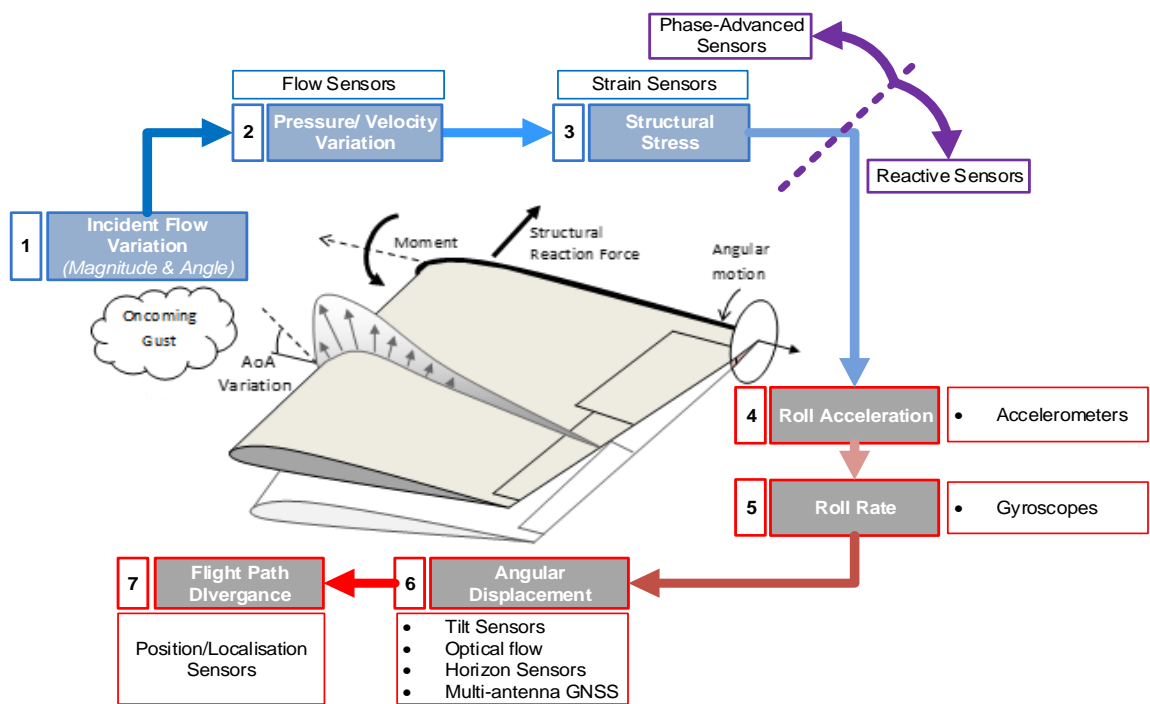 Phase-Advanced
Sensors
Flow Sensors
Strain Sensors
2
Pressure/ Velocity
Variation
3
Structural
Stress
Reactive Sensors
1
Incident Flow
Variation
(Magnitude & Angle)
Moment
Structural
Reaction Force
Angular
motion
Oncoming
Gust
AoA
Variation
4
Roll Acceleration
• Accelerometers
5
Roll Rate
• Gyroscopes
7
Flight Path
DIvergance
6
Angular
Displacement
Position/Localisation
Sensors
• Tilt Sensors
• Optical flow
• Horizon Sensors
• Multi-antenna GNSS